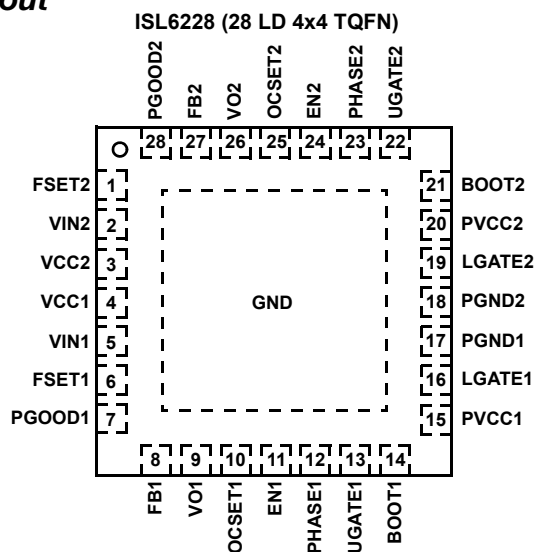 out
ISL6228 (28 LD 4x4 TQFN)
PGOOD2
FB2
VO2
OCSET2
EN2
PHASE2
UGATE2
28 27 26 25 24 23 22
FSET2 1
VIN2 2
VCC2 3
VCC1 4
VIN1 5
FSET1 6
PGOOD1 7
GND
21 BOOT2
20 PVCC2
19 LGATE2
18 PGND2
17 PGND1
16 LGATE1
15 PVCC1
8 9 10 11 12 13 14
FB1
VO1
OCSET1
EN1
PHASE1
UGATE1
BOOT1